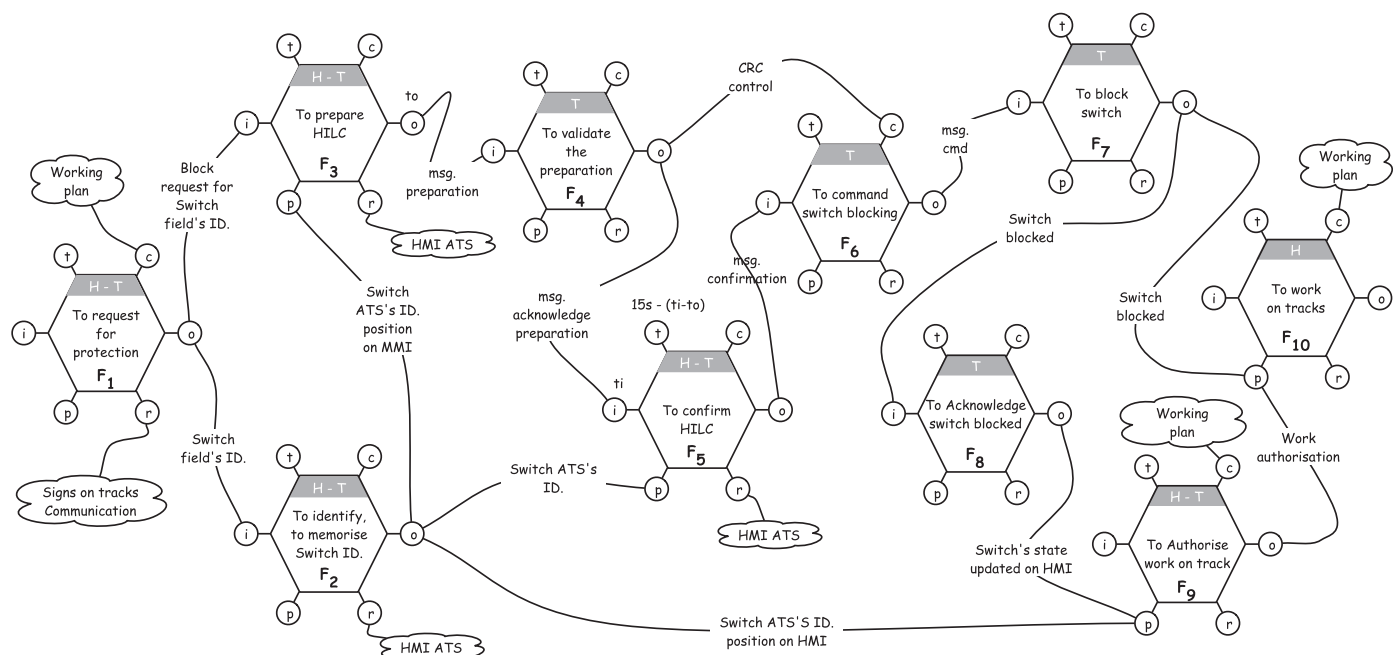 t
c
H - T
To prepare
HILC
F3
i
o
p
r
to
HMI ATS
msg.
preparation
t
c
T
To validate
the
preparation
F4
i
o
p
r
CRC
control
t
c
T
To command
switch blocking
F6
i
o
p
r
msg.
cmd
t
c
T
To block
switch
F7
i
o
p
r
Working
plan
Block
request for
Switch
field's ID.
t
c
H - T
To request
for
protection
F1
i
o
p
r
Signs on tracks
Communication
Switch
field's ID.
Switch
ATS's ID.
position
on MMI
t
c
H - T
To identify,
to memorise
Switch ID.
F2
i
o
p
r
HMI ATS
msg.
acknowledge
preparation
msg.
confirmation
15s - (ti-to)
ti
t
c
H - T
To confirm
HILC
F5
i
o
p
r
HMI ATS
Switch ATS's
ID.
Switch ATS'S ID.
position on HMI
Switch
blocked
t
c
T
To Acknowledge
switch blocked
F8
i
o
p
r
Switch's state
updated on HMI
Switch
blocked
Working
plan
t
c
H
To work
on tracks
F10
i
o
p
r
Work
authorisation
Working
plan
t
c
H - T
To Authorise
work on track
F9
i
o
p
r